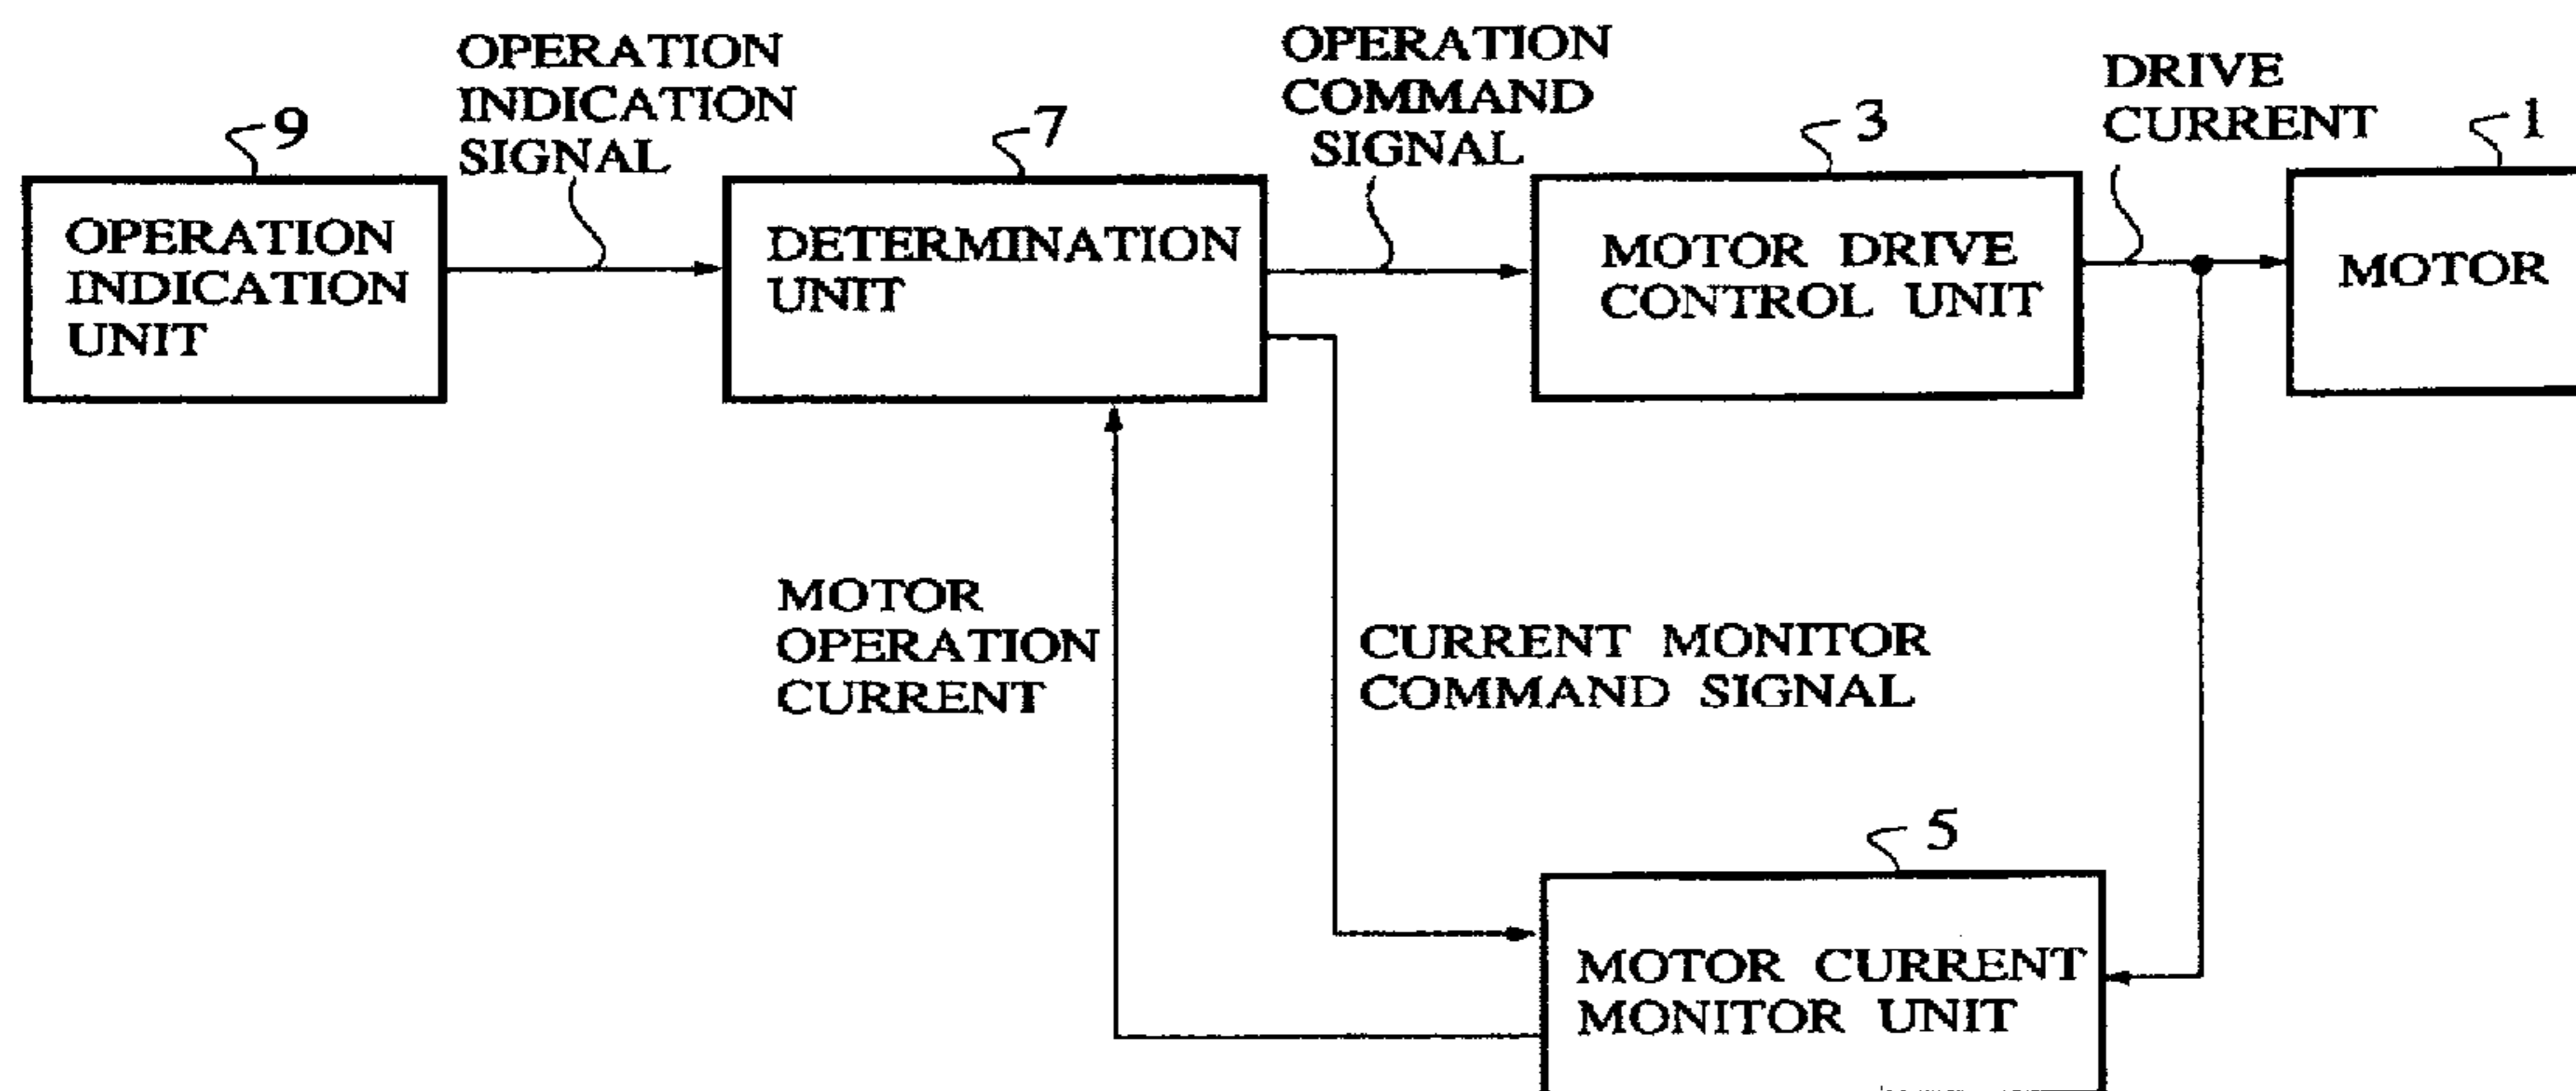 OPERATION
INDICATION
SIGNAL
OPERATION
COMMAND
SIGNAL
DRIVE
CURRENT
9
7
3
1
OPERATION
INDICATION
UNIT
DETERMINATION
UNIT
MOTOR DRIVE
CONTROL UNIT
MOTOR
MOTOR
OPERATION
CURRENT
CURRENT MONITOR
COMMAND SIGNAL
5
MOTOR CURRENT
MONITOR UNIT